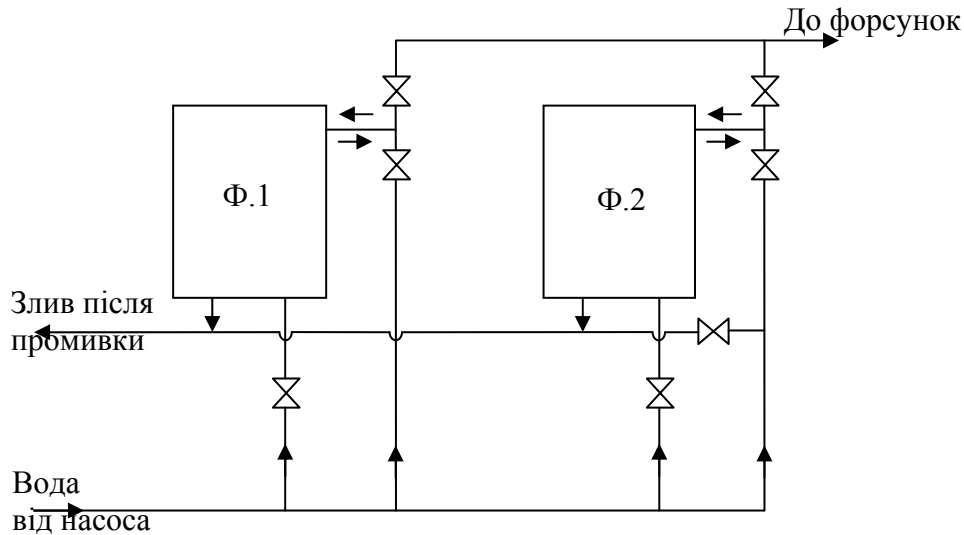 До форсунок
Ф.1
Ф.2
Злив після
промивки
Вода
від насоса